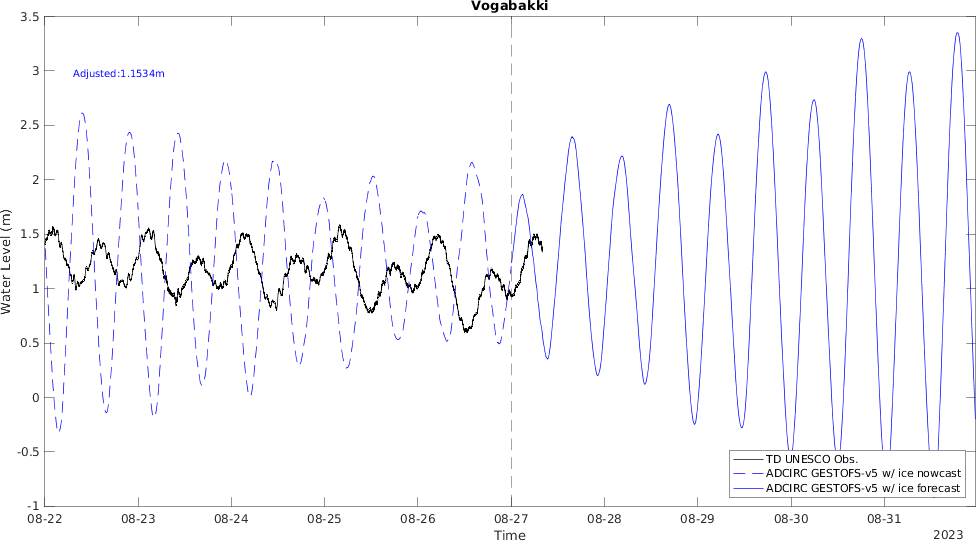 Vogabakki
3.5
3
2.5
2
1.5
1
0.5
0
-0.5
-1
Water Level (m)
Adjusted:1.1534m
TD UNESCO Obs.
ADCIRC GESTOFS-v5 w/ ice nowcast
ADCIRC GESTOFS-v5 w/ ice forecast
08-22 08-23 08-24 08-25 08-26 08-27 08-28 08-29 08-30 08-31
Time
2023